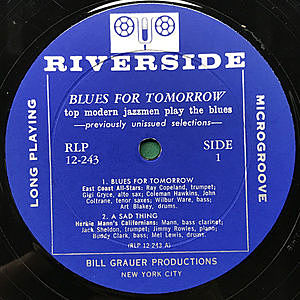 RIVERSIDE
LONG PLAYING
MICROGROOVE
BLUES FOR TOMORROW
top modern jazzmen play the blues
—previously unissued selections—
RLP
12-243
SIDE
1
1. BLUES FOR TOMORROW
East Coast All-Stars: Ray Copeland, trumpet;
Gigi Gryce, alto sax; Coleman Hawkins, John
Coltrane, tenor saxes; Wilbur Ware, bass;
Art Blakey, drums.
2. A SAD THING
Herbie Mann's Californians: Mann, bass clarinet;
Jack Sheldon, trumpet; Jimmy Rowles, piano;
Buddy Clark, bass; Mel Lewis, drums.
(RLP 12-243 A)
BILL GRAUER PRODUCTIONS
NEW YORK CITY